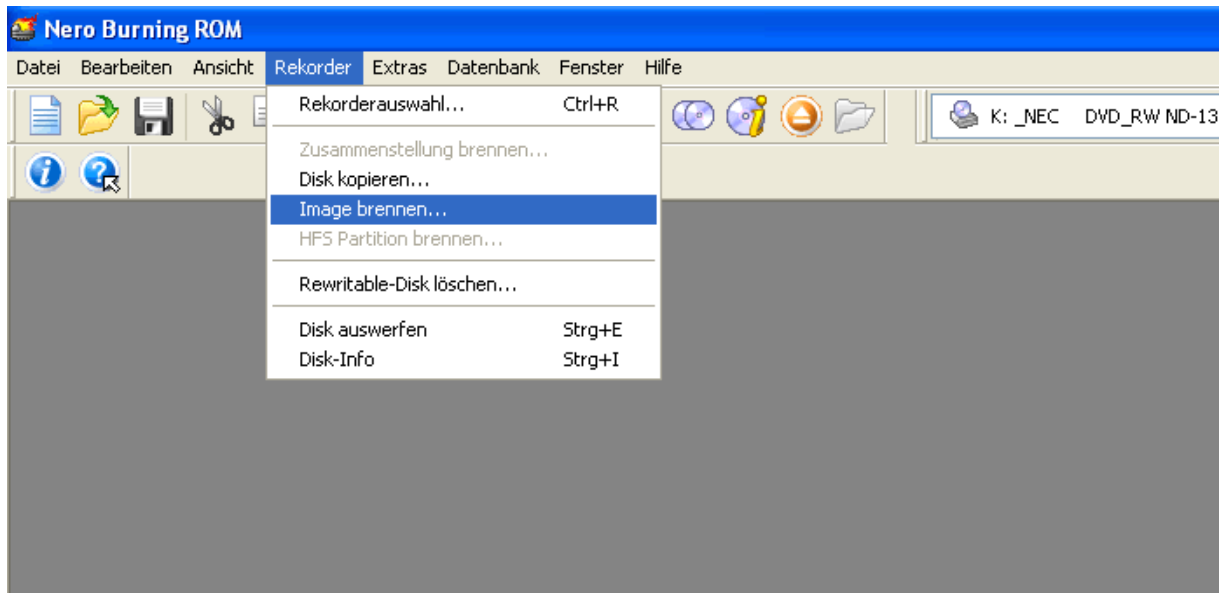 Nero Burning ROM
Datei Bearbeiten Ansicht Rekorder Extras Datenbank Fenster Hilfe
Rekorderauswahl... Ctrl+R
K: _NEC DVD_RW ND-13
Zusammenstellung brennen...
Disk kopieren...
Image brennen...
HFS Partition brennen...
Rewritable-Disk löschen...
Disk auswerfen Strg+E
Disk-Info Strg+I